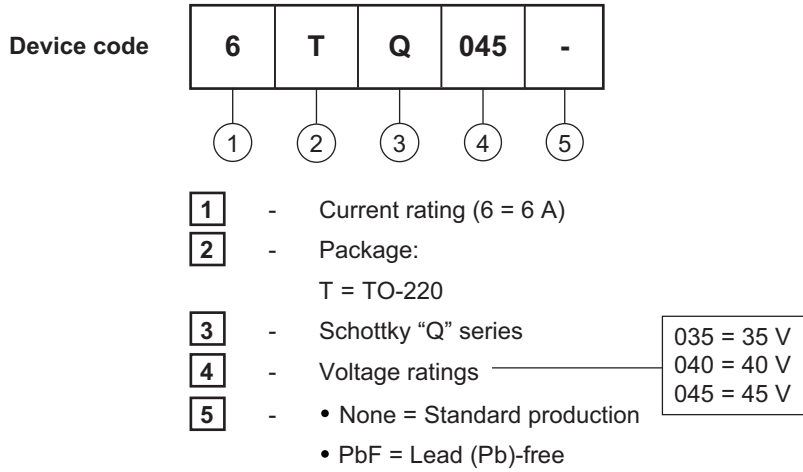 Device code 6 T Q 045 -
1 2 3 4 5
1 - Current rating (6 = 6 A)
2 - Package:
T = TO-220
3 - Schottky “Q” series
4 - Voltage ratings
035 = 35 V
040 = 40 V
045 = 45 V
5 - • None = Standard production
• PbF = Lead (Pb)-free